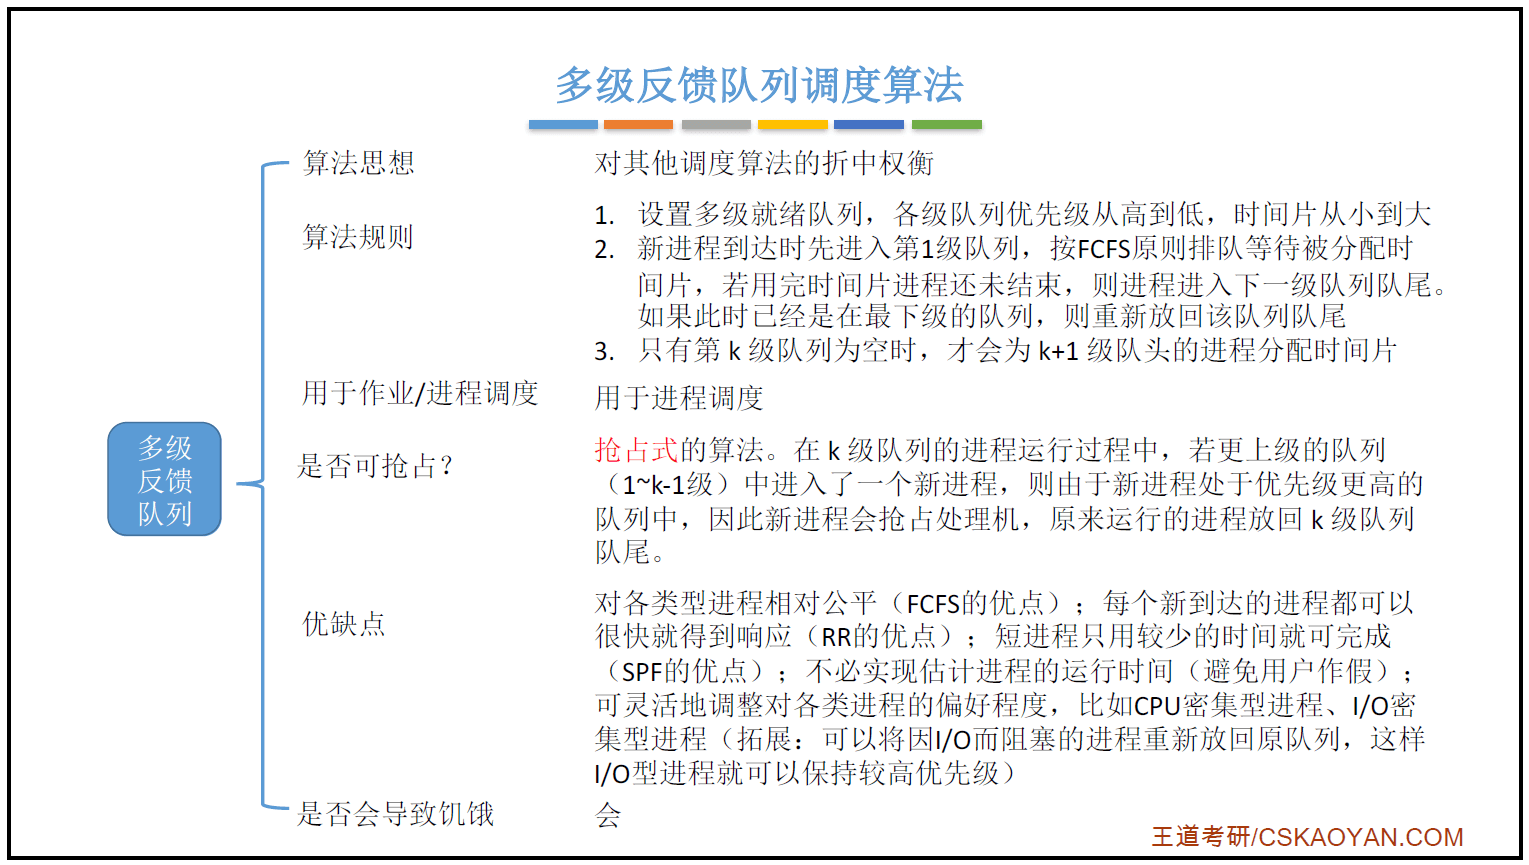 多级反馈队列调度算法
算法思想
对其他调度算法的折中权衡
算法规则
1. 设置多级就绪队列，各级队列优先级从高到低，时间片从小到大
2. 新进程到达时先进入第1级队列，按FCFS原则排队等待被分配时
间片，若用完时间片进程还未结束，则进程进入下一级队列队尾。
如果此时已经是在最下级的队列，则重新放回该队列队尾
3. 只有第 k 级队列为空时，才会为 k+1 级队头的进程分配时间片
用于作业/进程调度
用于进程调度
多级
反馈
队列
是否可抢占？
抢占式的算法。在 k 级队列的进程运行过程中，若更上级的队列
（1~k-1级）中进入了一个新进程，则由于新进程处于优先级更高的
队列中，因此新进程会抢占处理机，原来运行的进程放回 k 级队列
队尾。
优缺点
对各类型进程相对公平（FCFS的优点）；每个新到达的进程都可以
很快就得到响应（RR的优点）；短进程只用较少的时间就可完成
（SPF的优点）；不必实现估计进程的运行时间（避免用户作假）；
可灵活地调整对各类进程的偏好程度，比如CPU密集型进程、I/O密
集型进程（拓展：可以将因I/O而阻塞的进程重新放回原队列，这样
I/O型进程就可以保持较高优先级）
是否会导致饥饿
会
王道考研/CSKAOYAN.COM